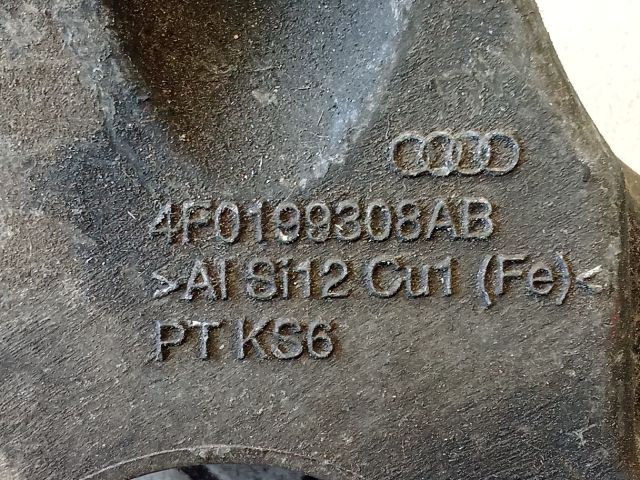 4F0199308AB
>Al Si12 Cu1 (Fe)<
PT KS6